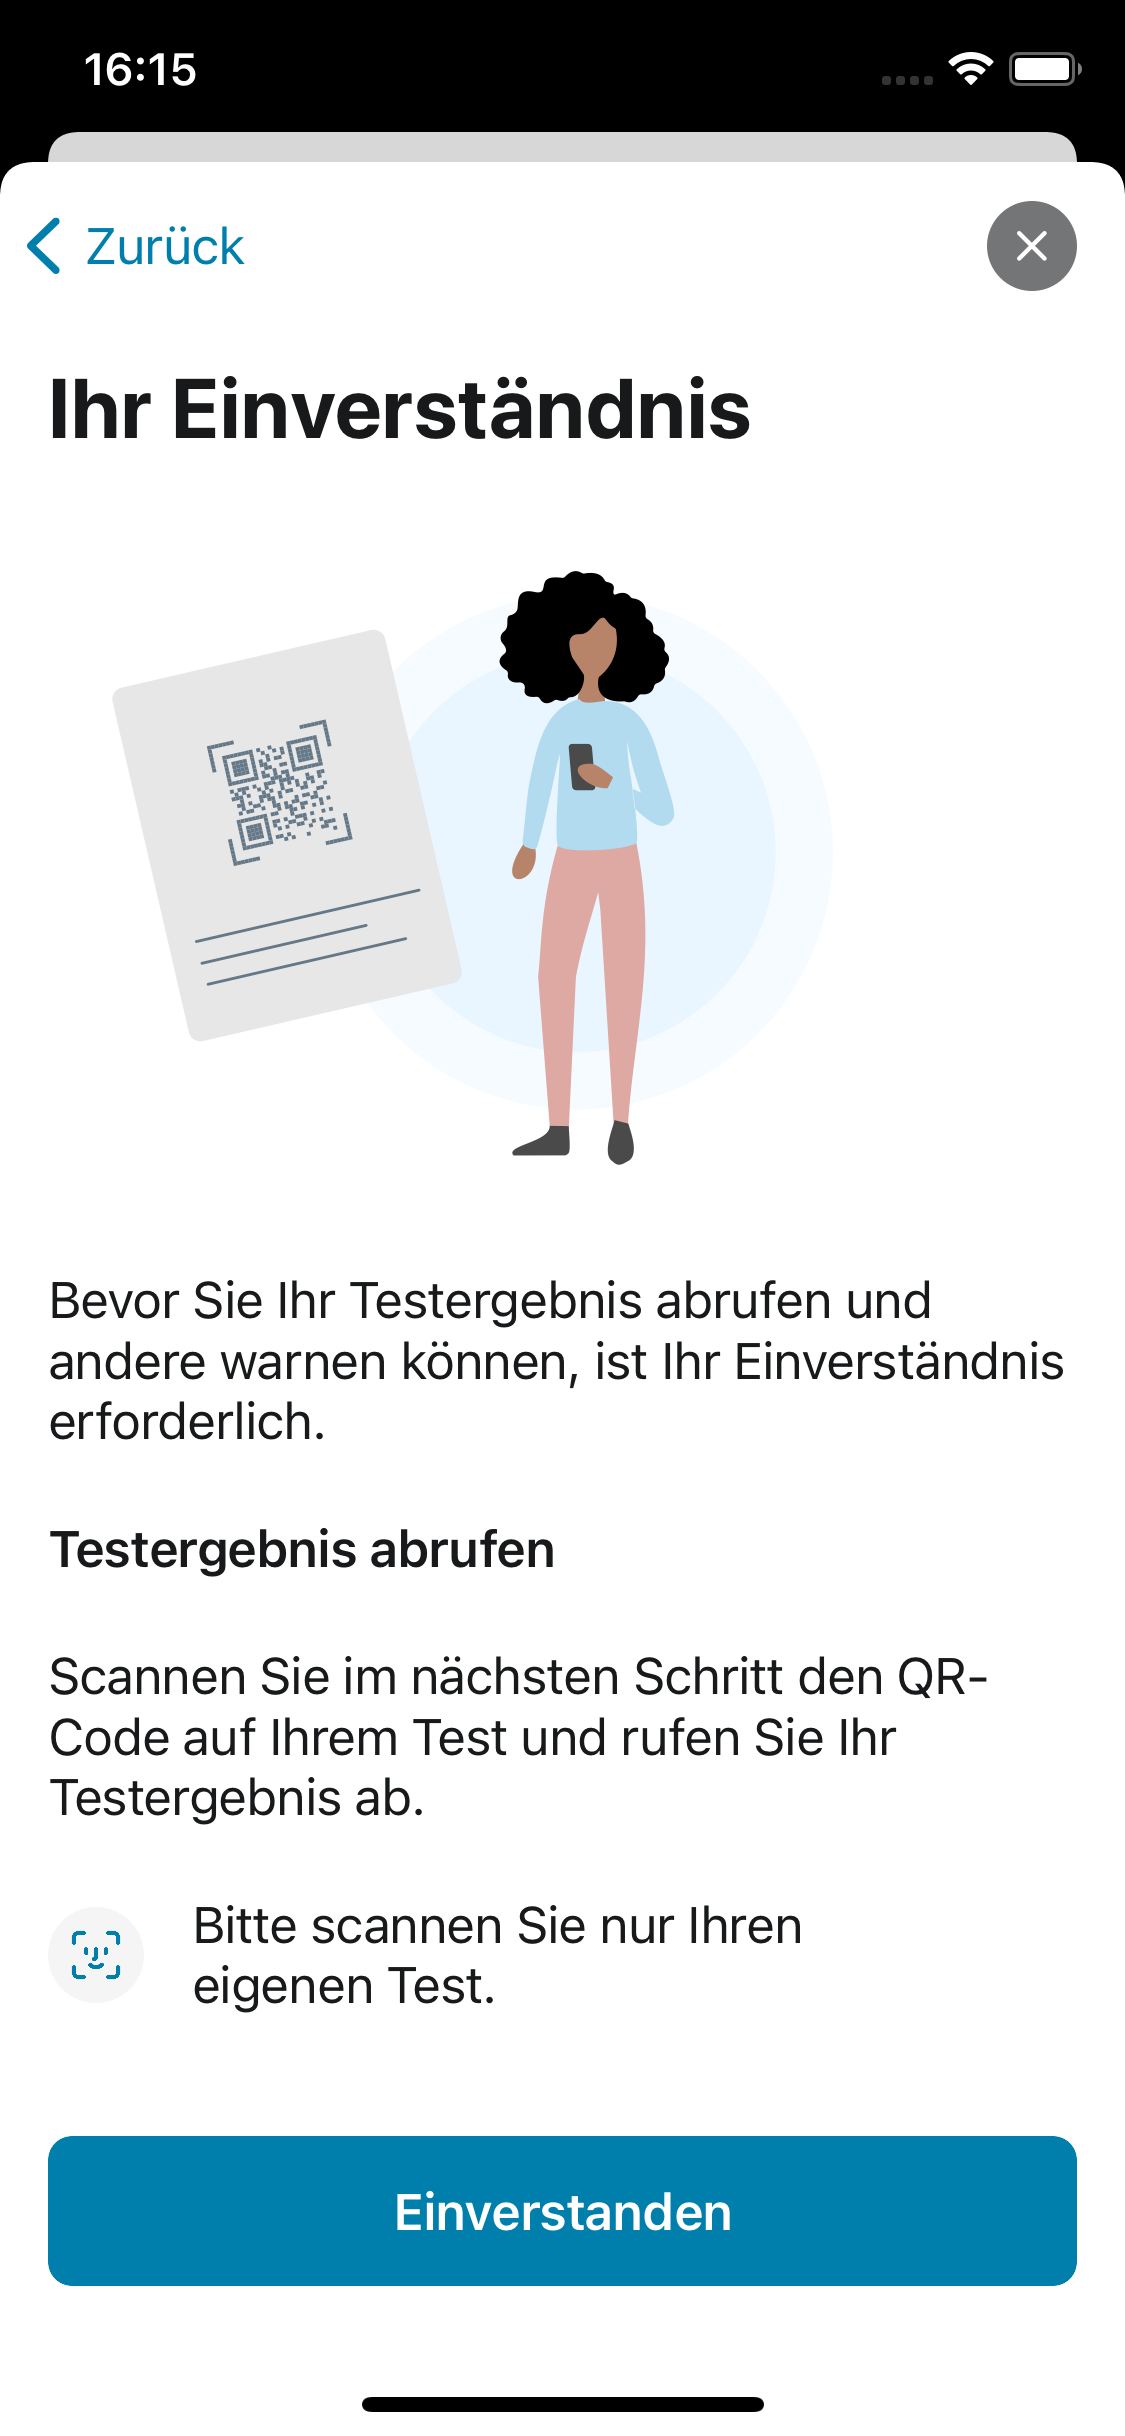 16:15
Zurück
Ihr Einverständnis
Bevor Sie Ihr Testergebnis abrufen und
andere warnen können, ist Ihr Einverständnis
erforderlich.
Testergebnis abrufen
Scannen Sie im nächsten Schritt den QR-
Code auf Ihrem Test und rufen Sie Ihr
Testergebnis ab.
Bitte scannen Sie nur Ihren
eigenen Test.
Einverstanden